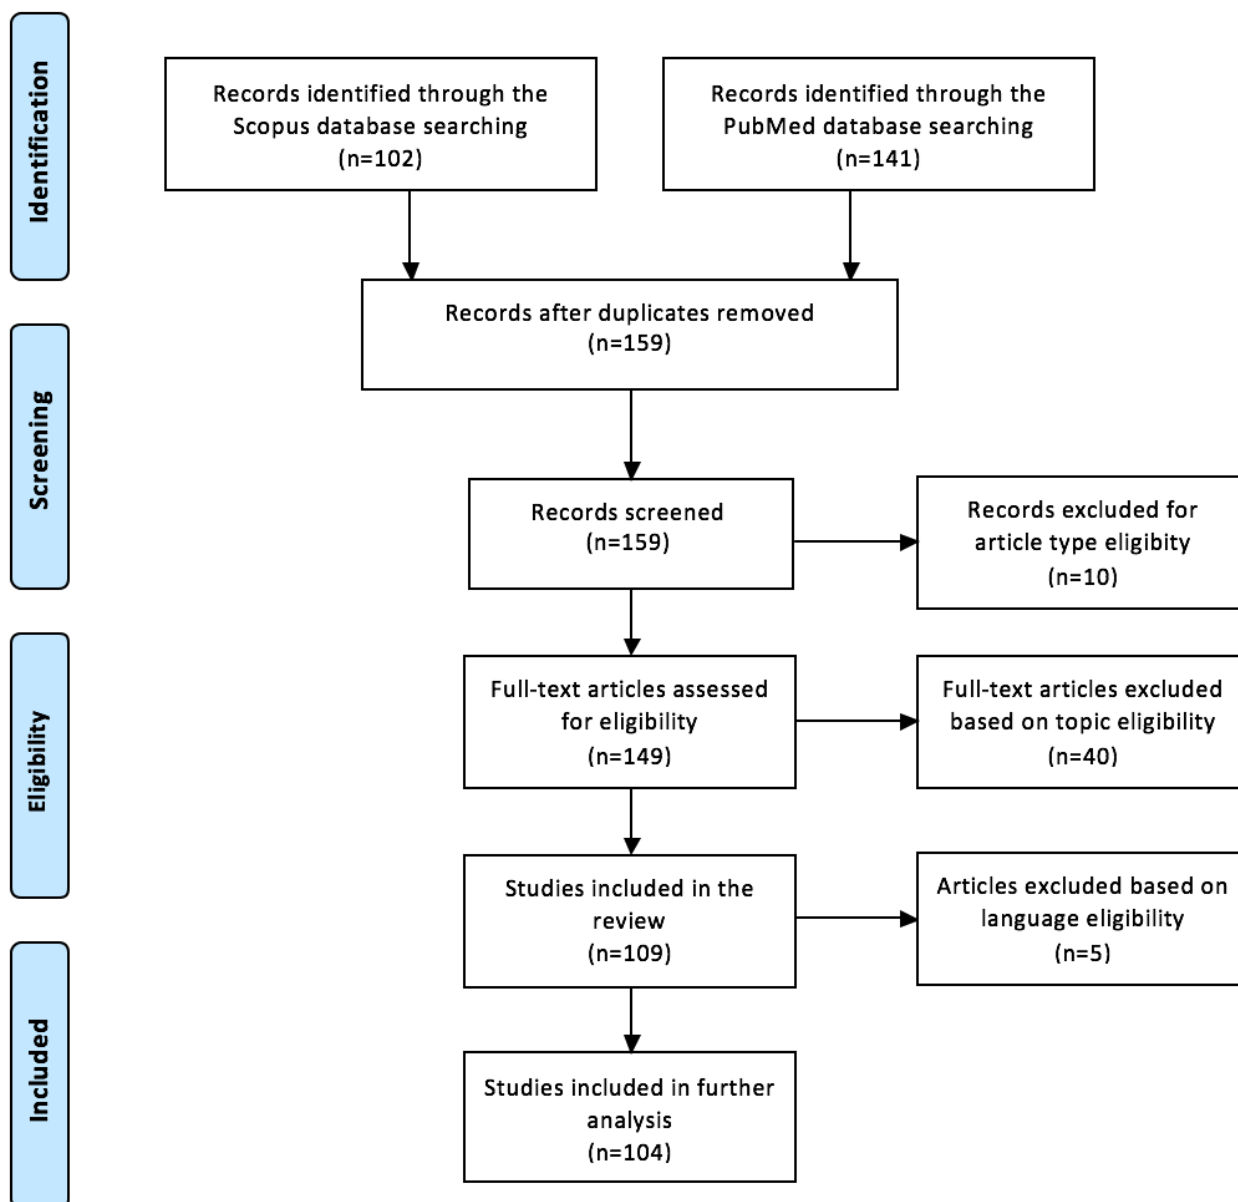 Identification
Records identified through the
Scopus database searching
(n=102)
Records identified through the
PubMed database searching
(n=141)
Records after duplicates removed
(n=159)
Screening
Records screened
(n=159)
Records excluded for
article type eligibity
(n=10)
Eligibility
Full-text articles assessed
for eligibility
(n=149)
Full-text articles excluded
based on topic eligibility
(n=40)
Studies included in the
review
(n=109)
Articles excluded based on
language eligibility
(n=5)
Included
Studies included in further
analysis
(n=104)